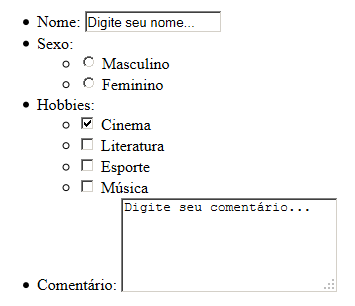 Nome: Digite seu nome...
Sexo:
Masculino
Feminino
Hobbies:
Cinema
Literatura
Esporte
Música
Digite seu comentário...
Comentário: